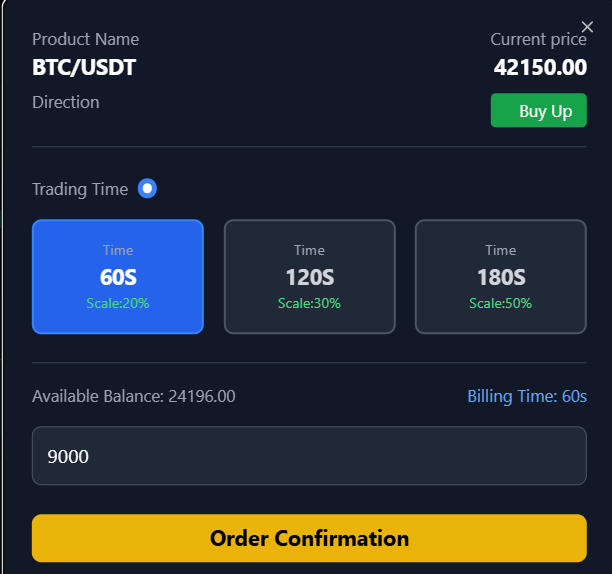 Product Name
Current price
BTC/USDT
42150.00
Direction
Buy Up
Trading Time
Time
60S
Scale:20%
Time
120S
Scale:30%
Time
180S
Scale:50%
Available Balance: 24196.00
Billing Time: 60s
9000
Order Confirmation